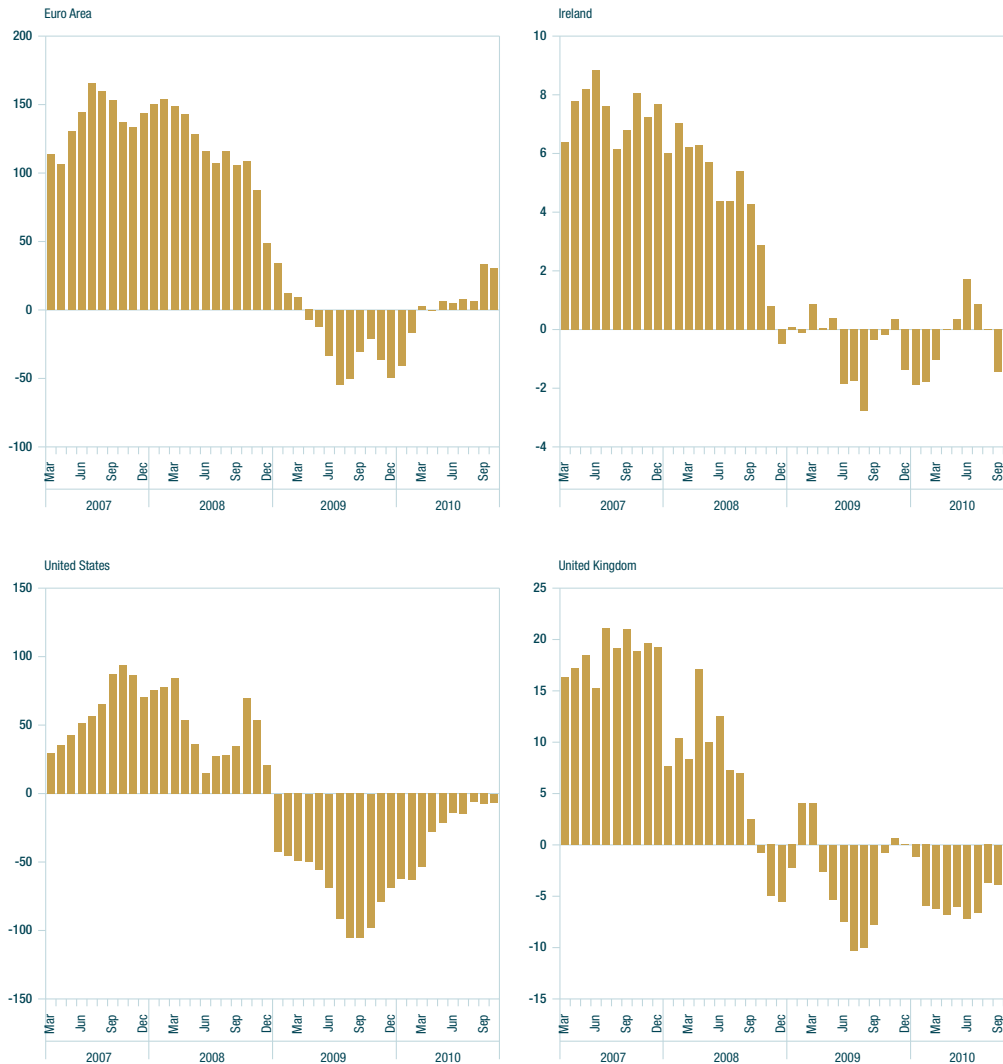 Euro Area
200
150
100
50
0
-50
-100
Mar Jun Sep Dec Mar Jun Sep Dec Mar Jun Sep Dec Mar Jun Sep
2007 2008 2009 2010
Ireland
10
8
6
4
2
0
-2
-4
Mar Jun Sep Dec Mar Jun Sep Dec Mar Jun Sep Dec Mar Jun Sep
2007 2008 2009 2010
United States
150
100
50
0
-50
-100
-150
Mar Jun Sep Dec Mar Jun Sep Dec Mar Jun Sep Dec Mar Jun Sep
2007 2008 2009 2010
United Kingdom
25
20
15
10
5
0
-5
-10
-15
Mar Jun Sep Dec Mar Jun Sep Dec Mar Jun Sep Dec Mar Jun Sep
2007 2008 2009 2010